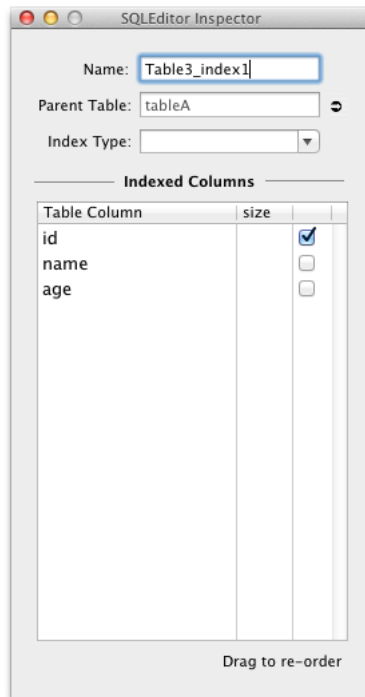 SQLEditor Inspector
Name: Table3_index1
Parent Table: tableA
Index Type:
Indexed Columns
Table Column size
id
name
age
Drag to re-order